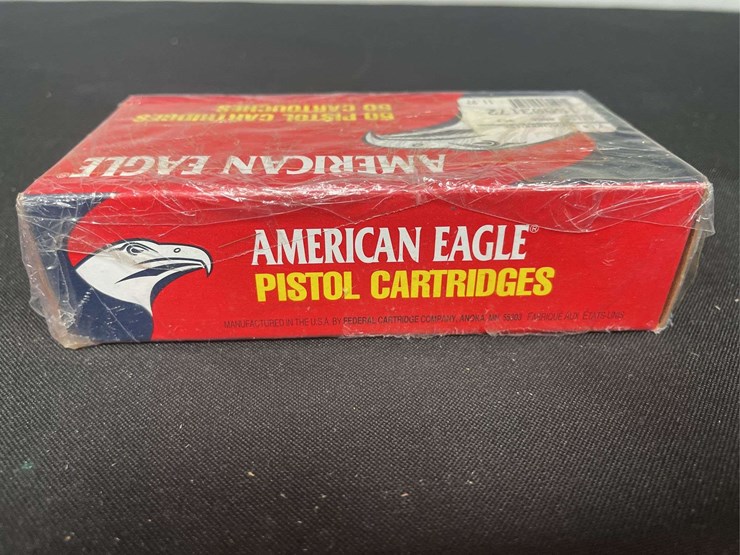 50 PISTOL CARTRIDGES
50 CARTOUCHES
AMERICAN EAGLE
AMERICAN EAGLE®
PISTOL CARTRIDGES
MANUFACTURED IN THE U.S.A. BY FEDERAL CARTRIDGE COMPANY, ANOKA, MN. 55303 FABRIQUÉ AUX ÉTATS-UNIS